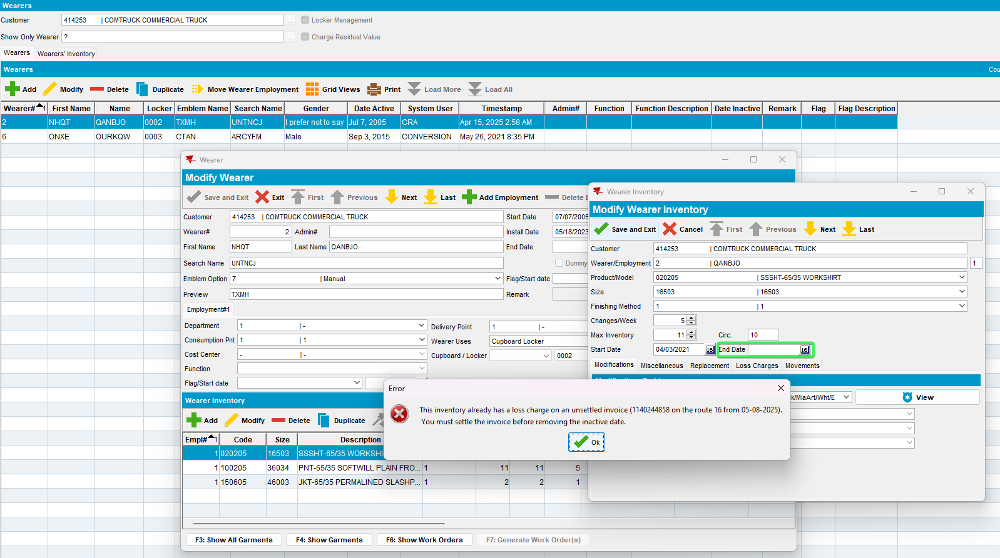 Wearers
Customer 414253 | COMTRUCK COMMERCIAL TRUCK ... Locker Management
Show Only Wearer ? ... Charge Residual Value
Wearers Wearers' Inventory
Wearers Cou
Add Modify Delete Duplicate Move Wearer Employment Grid Views Print Load More Load All
Wearer# 1 First Name Name Locker Emblem Name Search Name Gender Date Active System User Timestamp Admin# Function Function Description Date Inactive Remark Flag Flag Description
2 NHQT QANBJO 0002 TXMH UNTNCJ I prefer not to say Jul 7, 2005 CRA Apr 15, 2025 2:58 AM
6 ONXE OURKQW 0003 CTAN ARCYFM Male Sep 3, 2015 CONVERSION May 26, 2021 8:35 PM
Wearer
Modify Wearer
Save and Exit Exit First Previous Next Last Add Employment Delete E
Customer 414253 | COMTRUCK COMMERCIAL TRUCK Start Date 07/07/2005
Wearer# 2 Admin# Install Date 05/18/2023
First Name NHQT Last Name QANBJO End Date
Search Name UNTNCJ Dummy
Emblem Option 7 | Manual Flag/Start date
Preview TXMH Remark
Employment#1
Department 1 | - Delivery Point 1 | -
Consumption Pnt 1 | 1 Wearer Uses Cupboard Locker
Cost Center - | - Cupboard / Locker 0002
Function
Flag/Start date
Wearer Inventory
Add Modify Delete Duplicate
Empl# 1 Code Size Description
1 020205 16503 SSSHT-65/35 WORKSHI
1 100205 36034 PNT-65/35 SOFTWILL PLAIN FRO... 1 11 11 5
1 150605 46003 JKT-65/35 PERMALINED SLASHP... 1 2 2 1
F3: Show All Garments F4: Show Garments F6: Show Work Orders F7: Generate Work Order(s)
Wearer Inventory
Modify Wearer Inventory
Save and Exit Cancel First Previous Next Last
Customer 414253 | COMTRUCK COMMERCIAL TRUCK
Wearer/Employment 2 | QANBJO 1
Product/Model 020205 | SSSHT-65/35 WORKSHIRT
Size 16503 | 16503
Finishing Method 1 | 1
Changes/Week 5
Max Inventory 11 Circ. 10
Start Date 04/03/2021 16 End Date 16
Modifications Miscellaneous Replacement Loss Charges Movements
ck/MiaArt/Wht/E View
Error
This inventory already has a loss charge on an unsettled invoice (1140244858 on the route 16 from 05-08-2025).
You must settle the invoice before removing the inactive date.
Ok